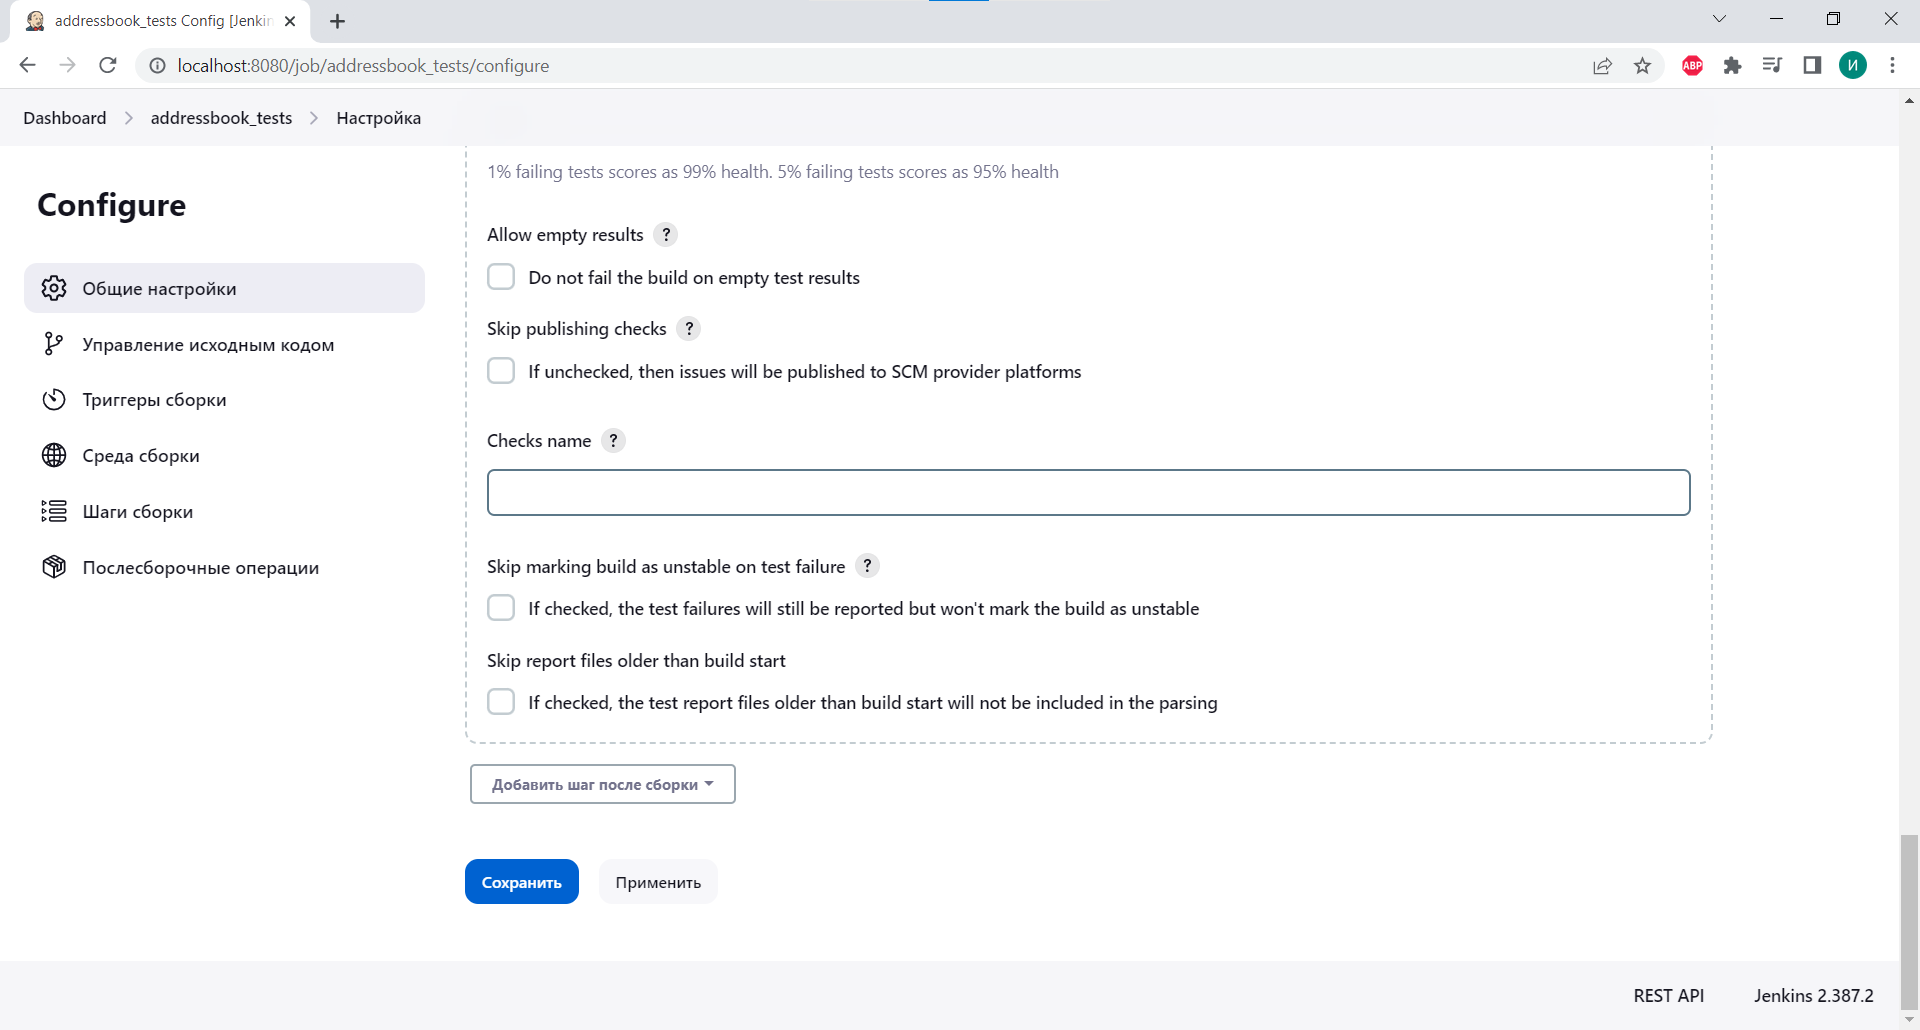 addressbook_tests Config [Jenkin
localhost:8080/job/addressbook_tests/configure
ABP
И
Dashboard
addressbook_tests
Настройка
Configure
Общие настройки
Управление исходным кодом
Триггеры сборки
Среда сборки
Шаги сборки
Послесборочные операции
1% failing tests scores as 99% health. 5% failing tests scores as 95% health
Allow empty results ?
Do not fail the build on empty test results
Skip publishing checks ?
If unchecked, then issues will be published to SCM provider platforms
Checks name ?
Skip marking build as unstable on test failure ?
If checked, the test failures will still be reported but won't mark the build as unstable
Skip report files older than build start
If checked, the test report files older than build start will not be included in the parsing
Добавить шаг после сборки
Сохранить
Применить
REST API
Jenkins 2.387.2